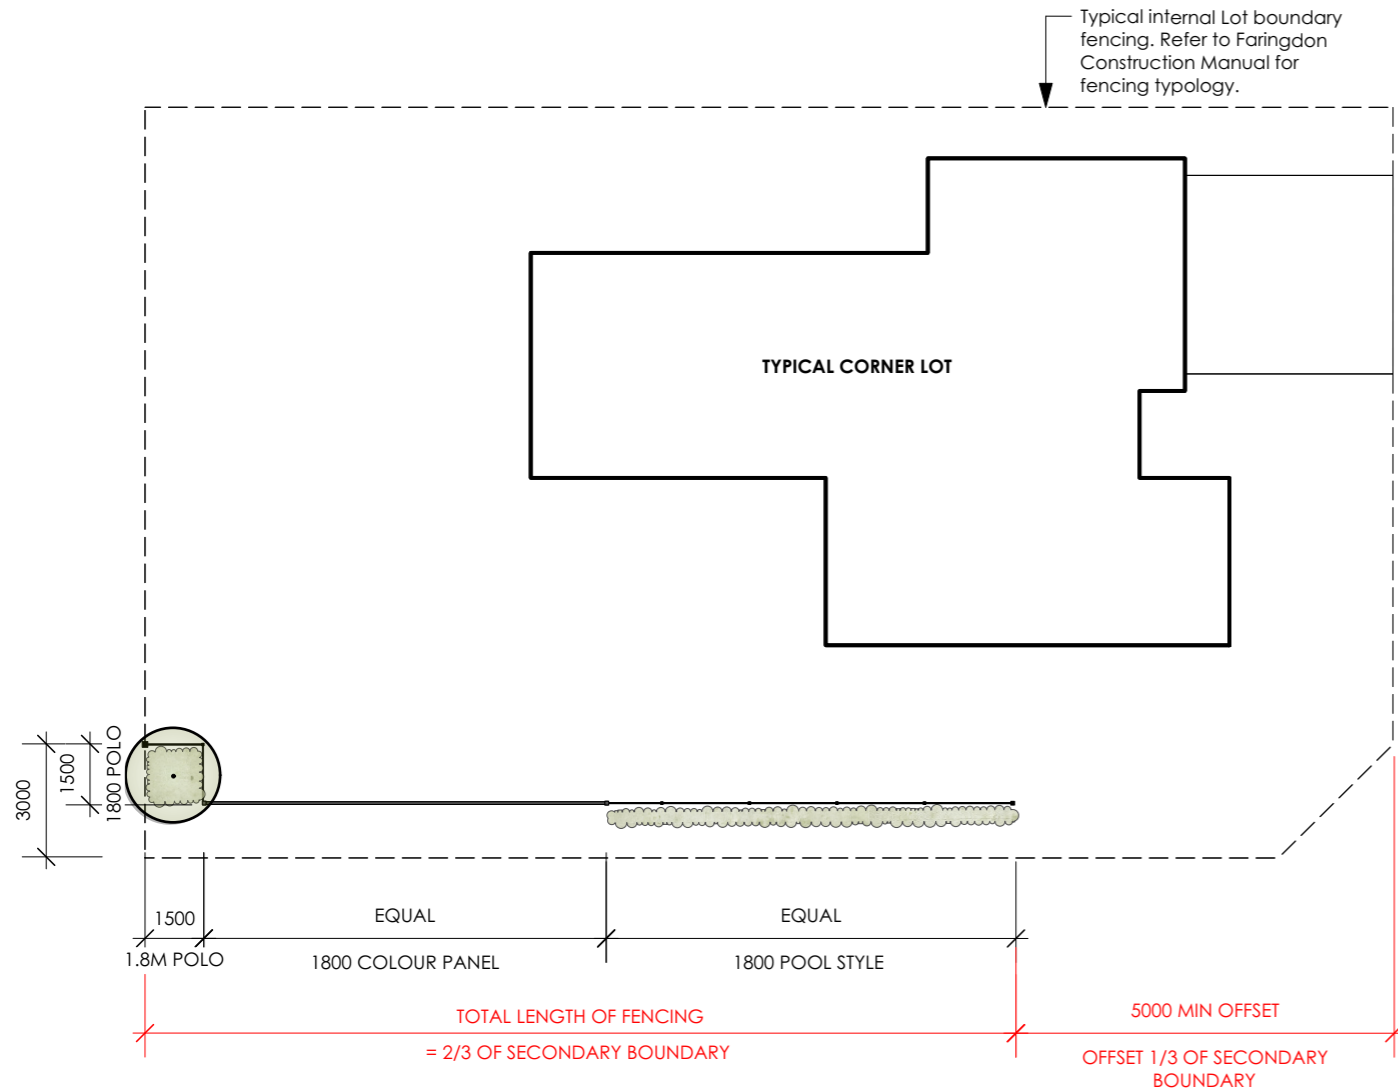 Typical internal Lot boundary
fencing. Refer to Faringdon
Construction Manual for
fencing typology.
TYPICAL CORNER LOT
3000
1500
1800 POLO
1500
EQUAL
EQUAL
1.8M POLO
1800 COLOUR PANEL
1800 POOL STYLE
TOTAL LENGTH OF FENCING
= 2/3 OF SECONDARY BOUNDARY
5000 MIN OFFSET
OFFSET 1/3 OF SECONDARY
BOUNDARY